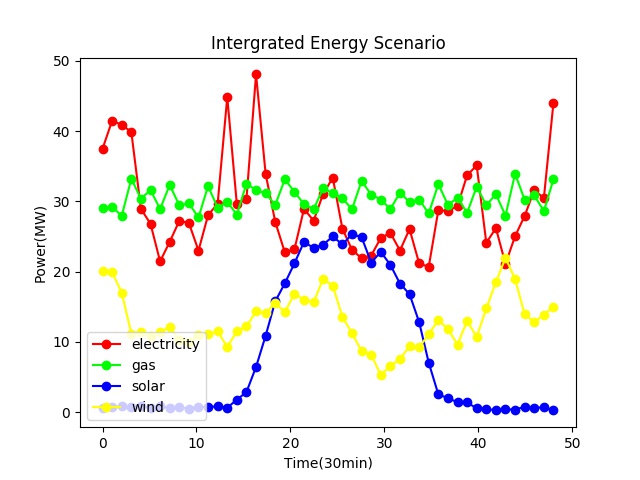 Intergrated Energy Scenario
Power(MW)
50
40
30
20
10
0
electricity
gas
solar
wind
0 10 20 30 40 50
Time(30min)